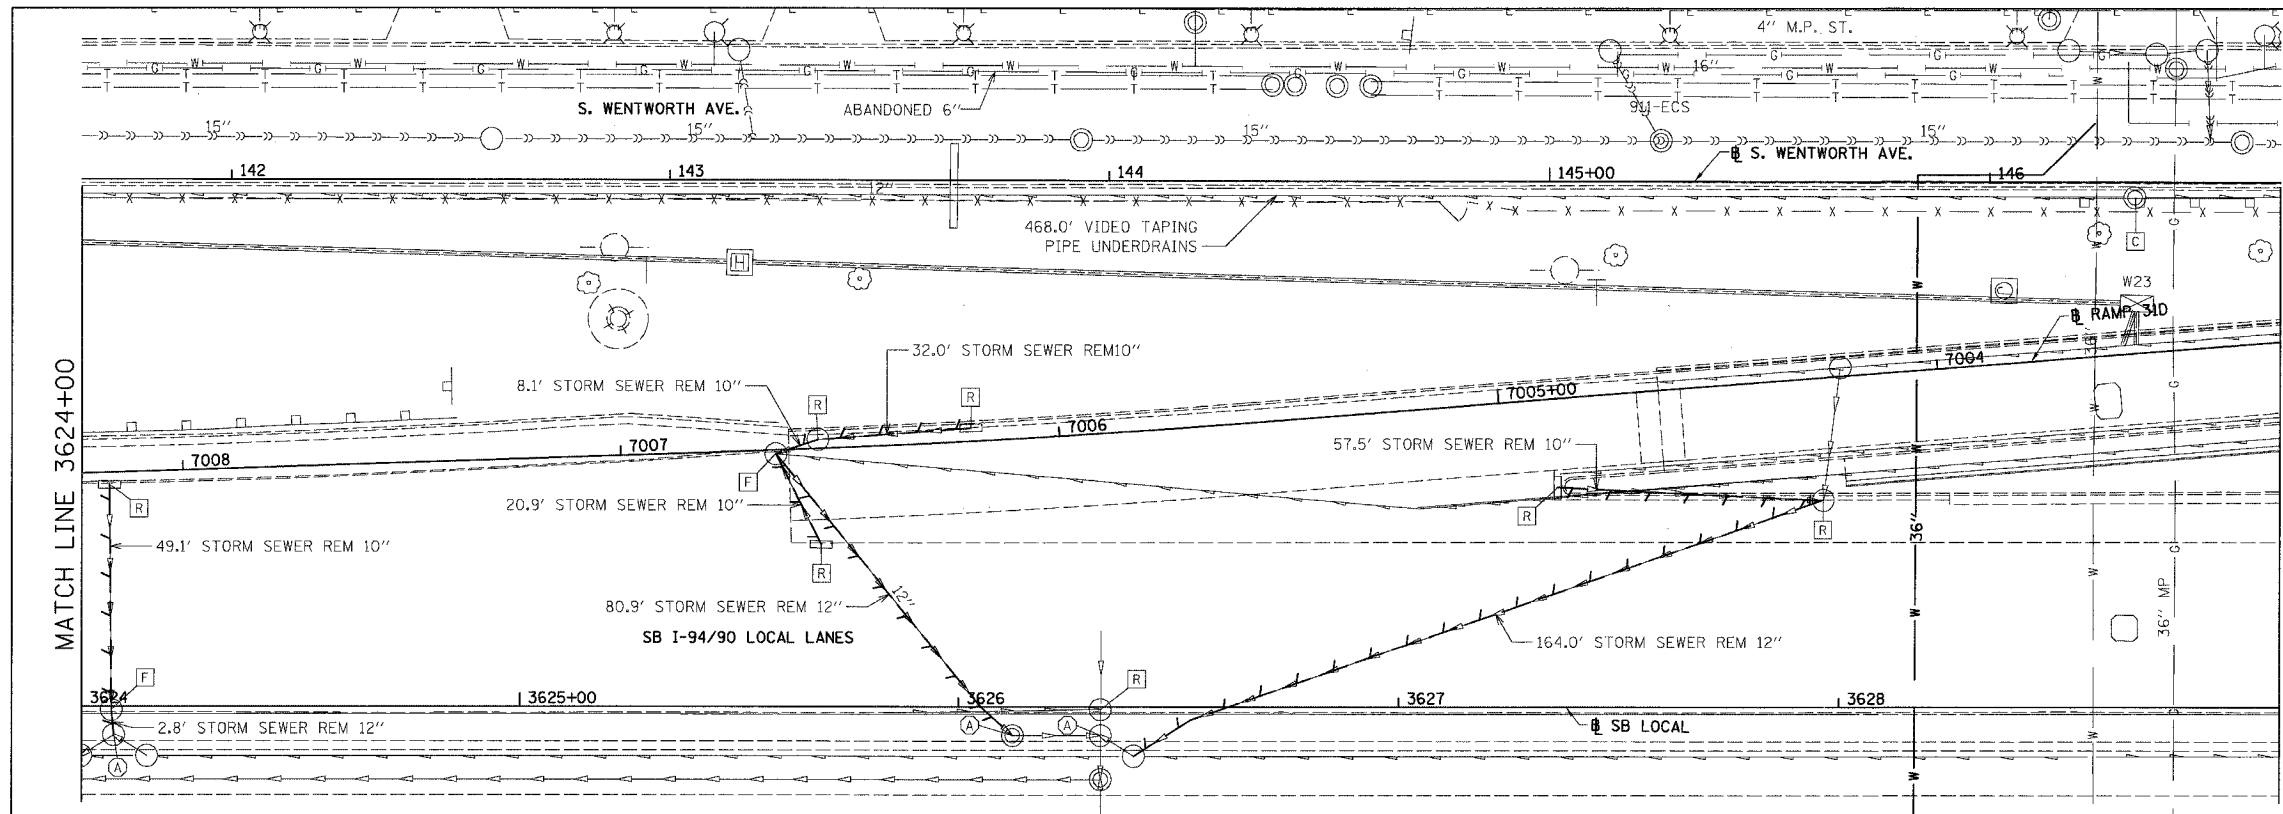 4" M.P. ST.
16"
S. WENTWORTH AVE.
ABANDONED 6"
911-ECS
15"
15"
15"
15"
℄ S. WENTWORTH AVE.
142
143
144
145+00
146
12"
468.0' VIDEO TAPING
PIPE UNDERDRAINS
H
C
W23
℄ RAMP 31D
32.0' STORM SEWER REM10"
7004
8.1' STORM SEWER REM 10"
7005+00
R
R
7006
7007
7008
57.5' STORM SEWER REM 10"
F
R
20.9' STORM SEWER REM 10"
R
R
49.1' STORM SEWER REM 10"
R
36"
MATCH LINE 3624+00
80.9' STORM SEWER REM 12"
12"
SB I-94/90 LOCAL LANES
164.0' STORM SEWER REM 12"
36" MP
F
R
3624
3625+00
3626
3627
3628
2.8' STORM SEWER REM 12"
A
A
A
℄ SB LOCAL